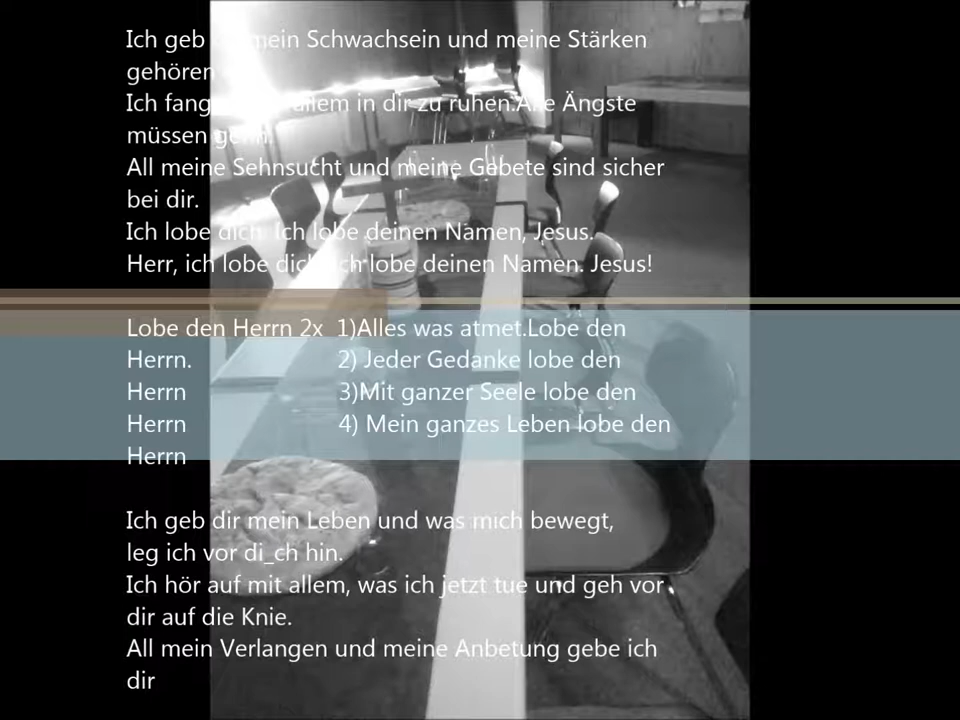 Ich geb mein Schwachsein und meine Stärken
gehören
Ich fang allem in dir zu ruhen.Alle Ängste
müssen gehn.
All meine Sehnsucht und meine Gebete sind sicher
bei dir.
Ich lobe dich. Ich lobe deinen Namen, Jesus.
Herr, ich lobe dich, ich lobe deinen Namen. Jesus!
Lobe den Herrn 2x 1)Alles was atmet.Lobe den
Herrn. 2) Jeder Gedanke lobe den
Herrn 3)Mit ganzer Seele lobe den
Herrn 4) Mein ganzes Leben lobe den
Herrn
Ich geb dir mein Leben und was mich bewegt,
leg ich vor di_ch hin.
Ich hör auf mit allem, was ich jetzt tue und geh vor
dir auf die Knie.
All mein Verlangen und meine Anbetung gebe ich
dir